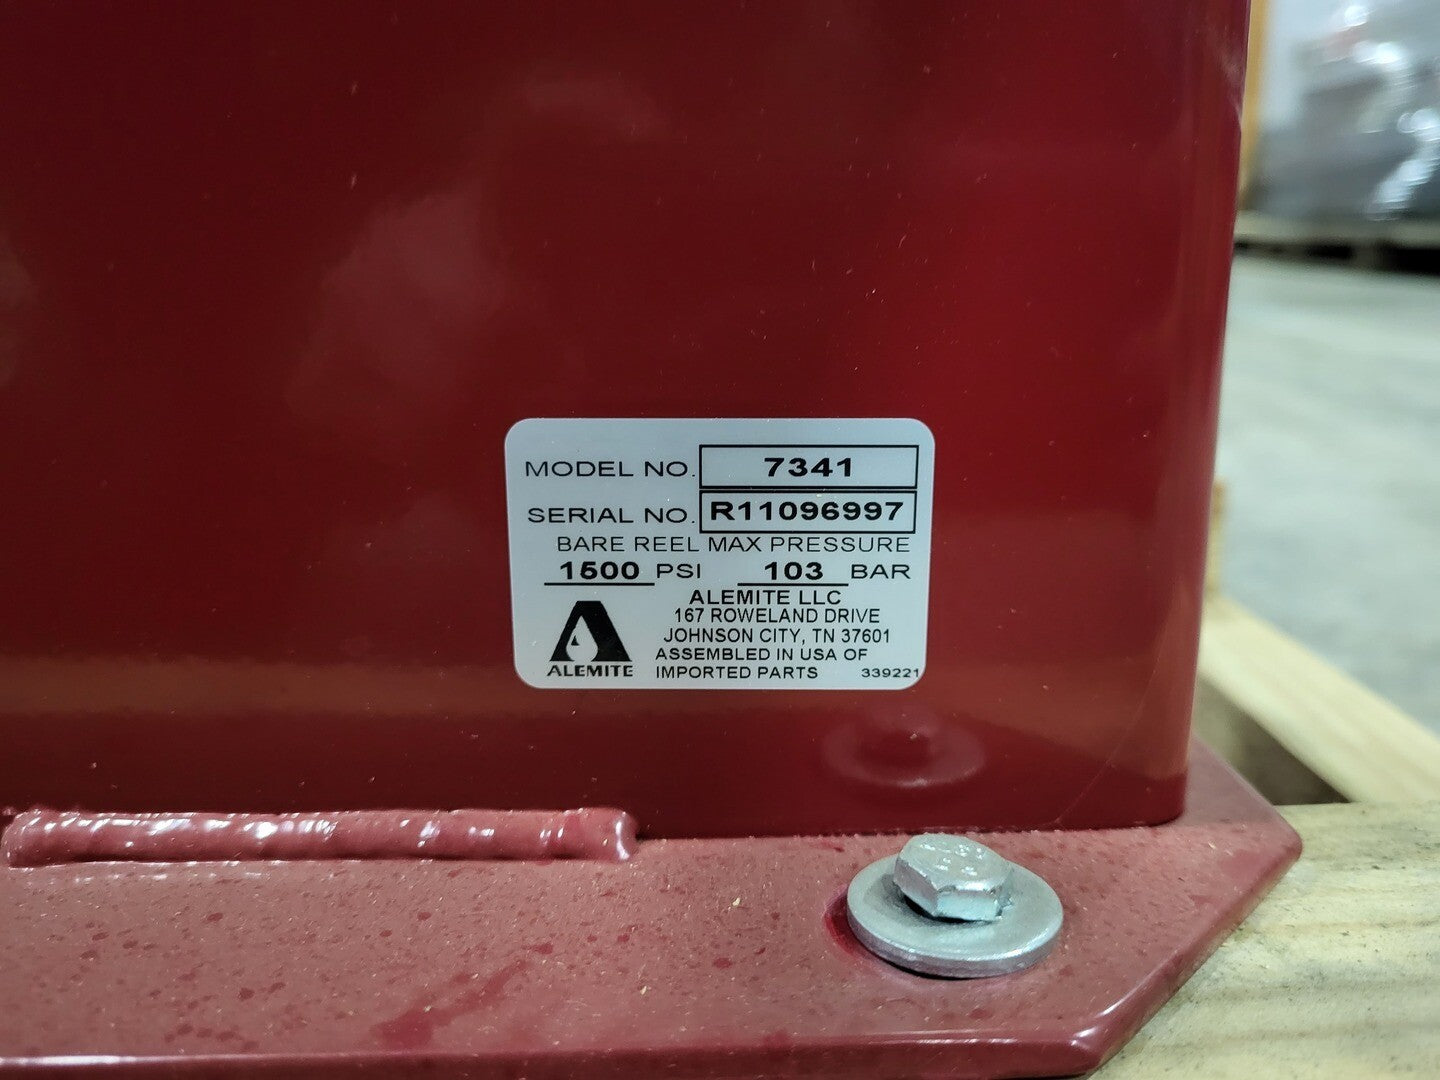 MODEL NO. 7341
SERIAL NO. R11096997
BARE REEL MAX PRESSURE
1500 PSI 103 BAR
ALEMITE LLC
167 ROWELAND DRIVE
JOHNSON CITY, TN 37601
ASSEMBLED IN USA OF
IMPORTED PARTS
ALEMITE
339221